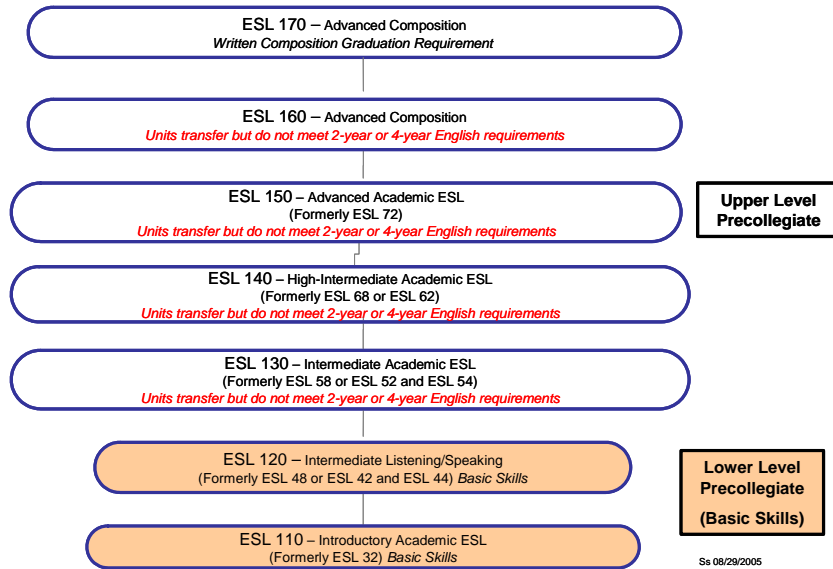 ESL 170 – Advanced Composition
Written Composition Graduation Requirement
ESL 160 – Advanced Composition
Units transfer but do not meet 2-year or 4-year English requirements
ESL 150 – Advanced Academic ESL
(Formerly ESL 72)
Units transfer but do not meet 2-year or 4-year English requirements
Upper Level
Precollegiate
ESL 140 – High-Intermediate Academic ESL
(Formerly ESL 68 or ESL 62)
Units transfer but do not meet 2-year or 4-year English requirements
ESL 130 – Intermediate Academic ESL
(Formerly ESL 58 or ESL 52 and ESL 54)
Units transfer but do not meet 2-year or 4-year English requirements
ESL 120 – Intermediate Listening/Speaking
(Formerly ESL 48 or ESL 42 and ESL 44) Basic Skills
Lower Level
Precollegiate
(Basic Skills)
ESL 110 – Introductory Academic ESL
(Formerly ESL 32) Basic Skills
Ss 08/29/2005